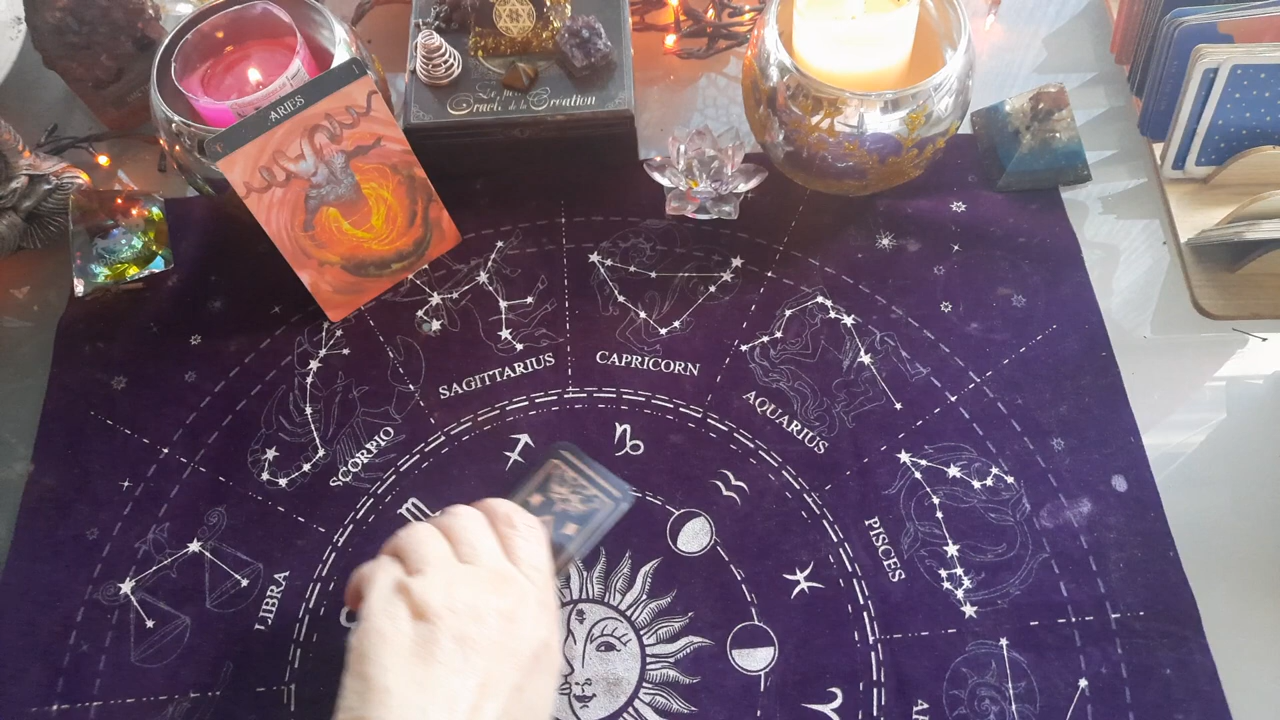 ARIES
Oracle de la Création
SAGITTARIUS
CAPRICORN
AQUARIUS
SCORPIO
PISCES
LIBRA